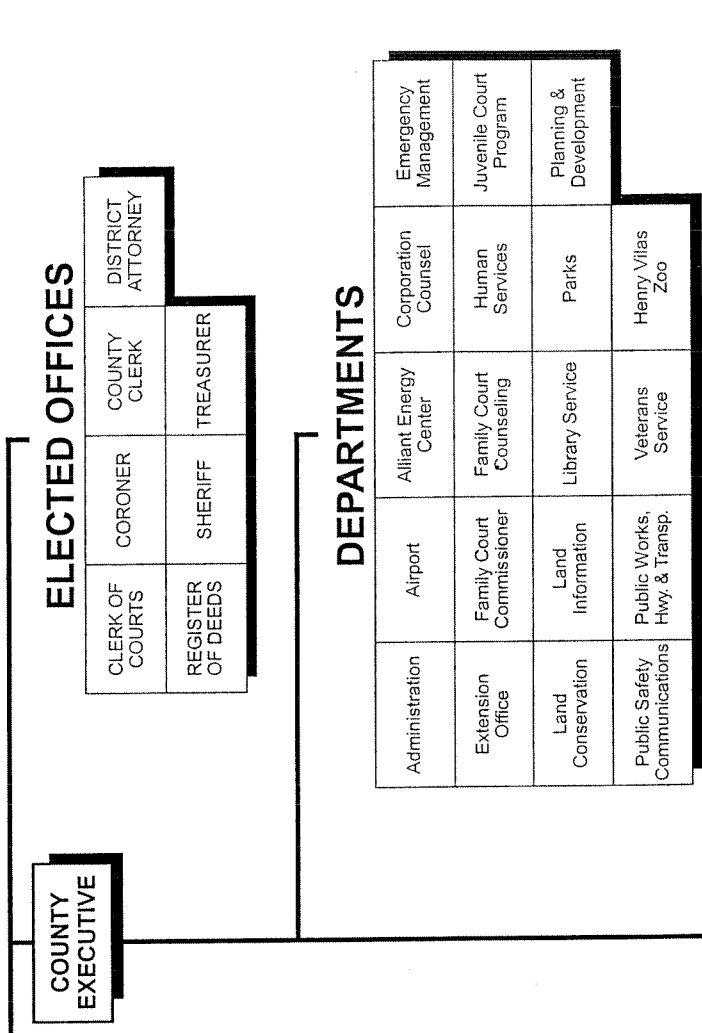 COUNTY
EXECUTIVE
ELECTED OFFICES
CLERK OF
COURTS
CORONER
COUNTY
CLERK
DISTRICT
ATTORNEY
REGISTER
OF DEEDS
SHERIFF
TREASURER
DEPARTMENTS
Administration
Airport
Alliant Energy
Center
Corporation
Counsel
Emergency
Management
Extension
Office
Family Court
Commissioner
Family Court
Counseling
Human
Services
Juvenile Court
Program
Land
Conservation
Land
Information
Library Service
Parks
Planning &
Development
Public Safety
Communications
Public Works,
Hwy. & Transp.
Veterans
Service
Henry Vilas
Zoo